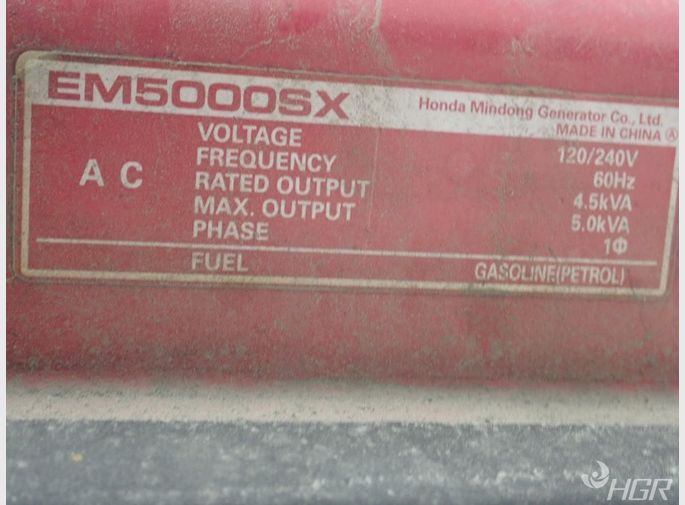 EM5000SX
Honda Mindong Generator Co., Ltd.
MADE IN CHINA Ⓐ
AC
VOLTAGE 120/240V
FREQUENCY 60Hz
RATED OUTPUT 4.5kVA
MAX. OUTPUT 5.0kVA
PHASE 1Φ
FUEL GASOLINE(PETROL)
HGR